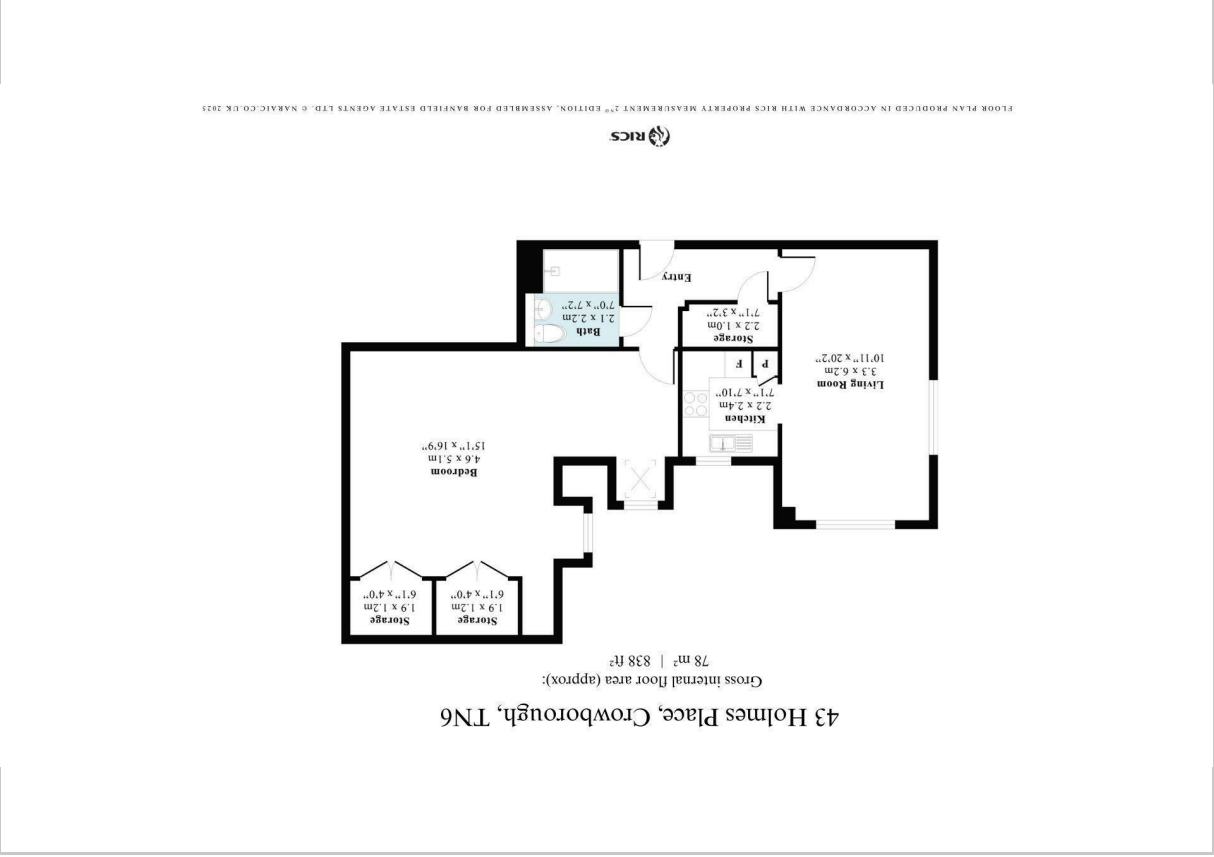 43 Holmes Place, Crowborough, TN6
Gross internal floor area (approx):
78 m² | 838 ft²
Storage
1.9 x 1.2m
6'1" x 4'0"
Storage
1.9 x 1.2m
6'1" x 4'0"
Bedroom
4.6 x 5.1m
15'1" x 16'9"
Kitchen
2.2 x 2.4m
7'1" x 7'10"
P
F
Living Room
3.3 x 6.2m
10'11" x 20'2"
Storage
2.2 x 1.0m
7'1" x 3'2"
Bath
2.1 x 2.2m
7'0" x 7'2"
Entry
RICS
FLOOR PLAN PRODUCED IN ACCORDANCE WITH RICS PROPERTY MEASUREMENT 2ND EDITION, ASSEMBLED FOR BANFIELD ESTATE AGENTS LTD. © NARAIC.CO.UK 2025